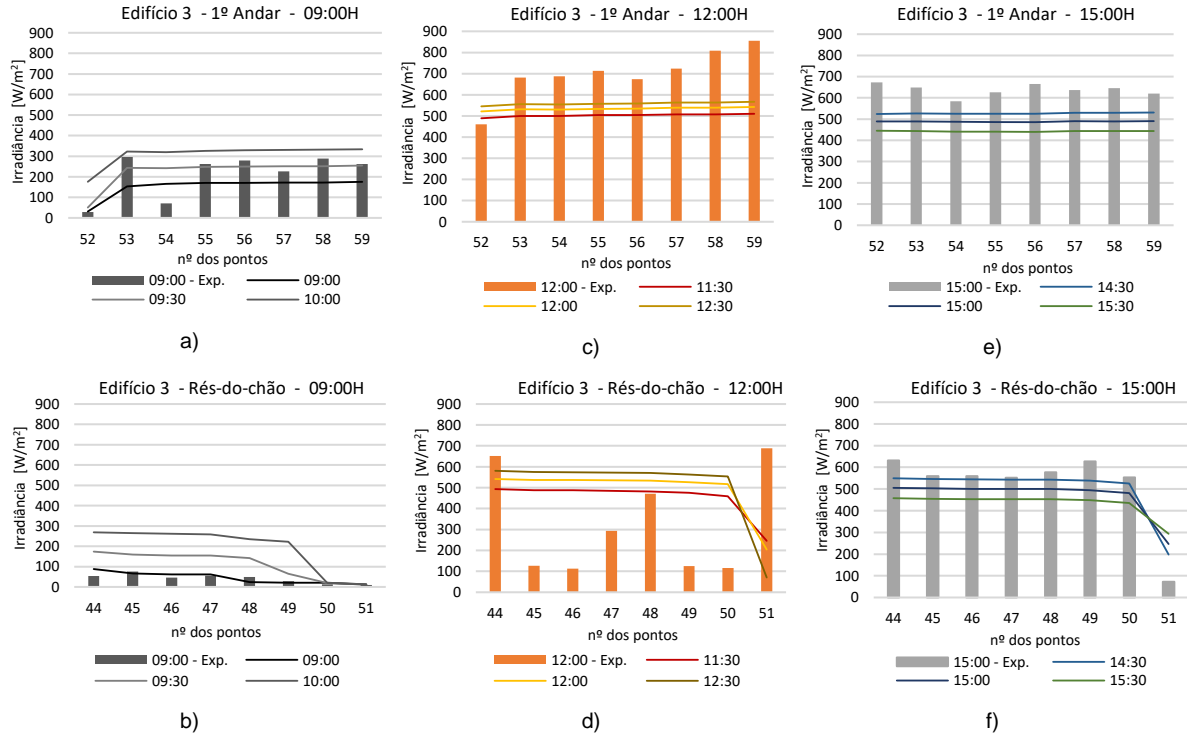 Edifício 3 - 1º Andar - 09:00H
900
800
700
600
500
400
300
200
100
0
Irradiância [W/m²]
52 53 54 55 56 57 58 59
nº dos pontos
09:00 - Exp. 09:00
09:30 10:00
a)
Edifício 3 - 1º Andar - 12:00H
900
800
700
600
500
400
300
200
100
0
Irradiância [W/m²]
52 53 54 55 56 57 58 59
nº dos pontos
12:00 - Exp. 11:30
12:00 12:30
c)
Edifício 3 - 1º Andar - 15:00H
900
800
700
600
500
400
300
200
100
0
Irradiância [W/m²]
52 53 54 55 56 57 58 59
nº dos pontos
15:00 - Exp. 14:30
15:00 15:30
e)
Edifício 3 - Rés-do-chão - 09:00H
900
800
700
600
500
400
300
200
100
0
Irradiância [W/m²]
44 45 46 47 48 49 50 51
nº dos pontos
09:00 - Exp. 09:00
09:30 10:00
b)
Edifício 3 - Rés-do-chão - 12:00H
900
800
700
600
500
400
300
200
100
0
Irradiância [W/m²]
44 45 46 47 48 49 50 51
nº dos pontos
12:00 - Exp. 11:30
12:00 12:30
d)
Edifício 3 - Rés-do-chão - 15:00H
900
800
700
600
500
400
300
200
100
0
Irradiância [W/m²]
44 45 46 47 48 49 50 51
nº dos pontos
15:00 - Exp. 14:30
15:00 15:30
f)